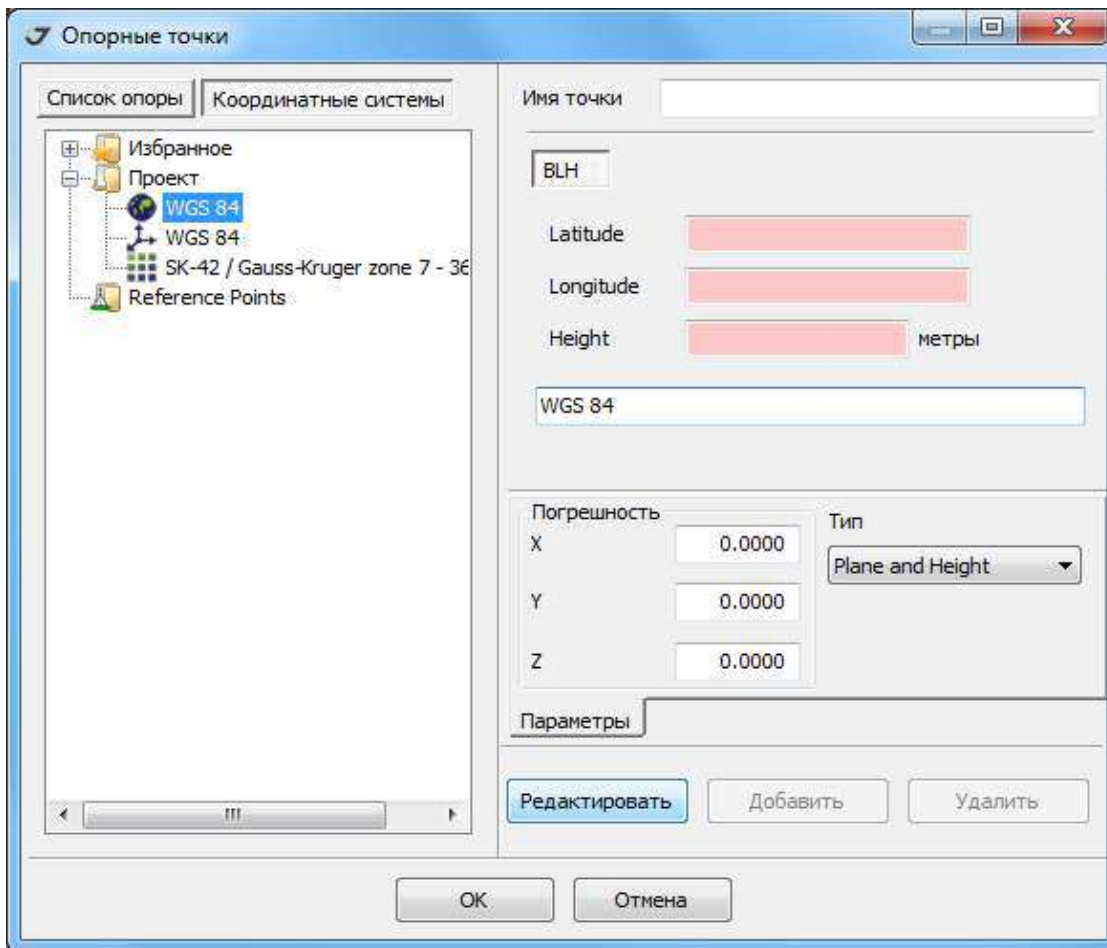 Опорные точки
Список опоры
Координатные системы
Избранное
Проект
WGS 84
WGS 84
SK-42 / Gauss-Kruger zone 7 - 36
Reference Points
Имя точки
BLH
Latitude
Longitude
Height
метры
WGS 84
Погрешность
X 0.0000
Y 0.0000
Z 0.0000
Тип
Plane and Height
Параметры
Редактировать
Добавить
Удалить
OK
Отмена